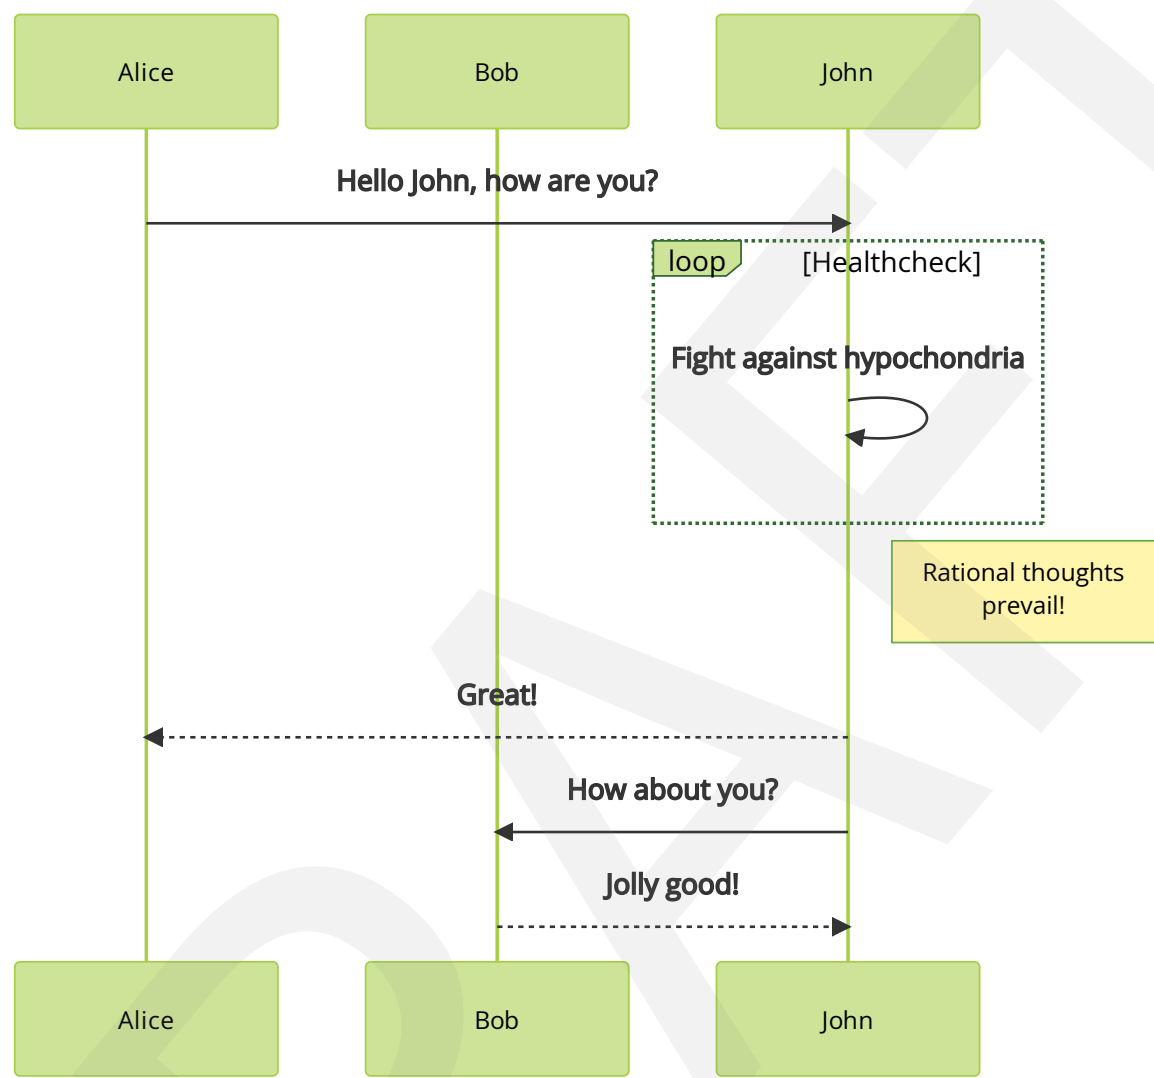 Alice
Bob
John
Hello John, how are you?
loop
[Healthcheck]
Fight against hypochondria
Rational thoughts
prevail!
Great!
How about you?
Jolly good!
Alice
Bob
John